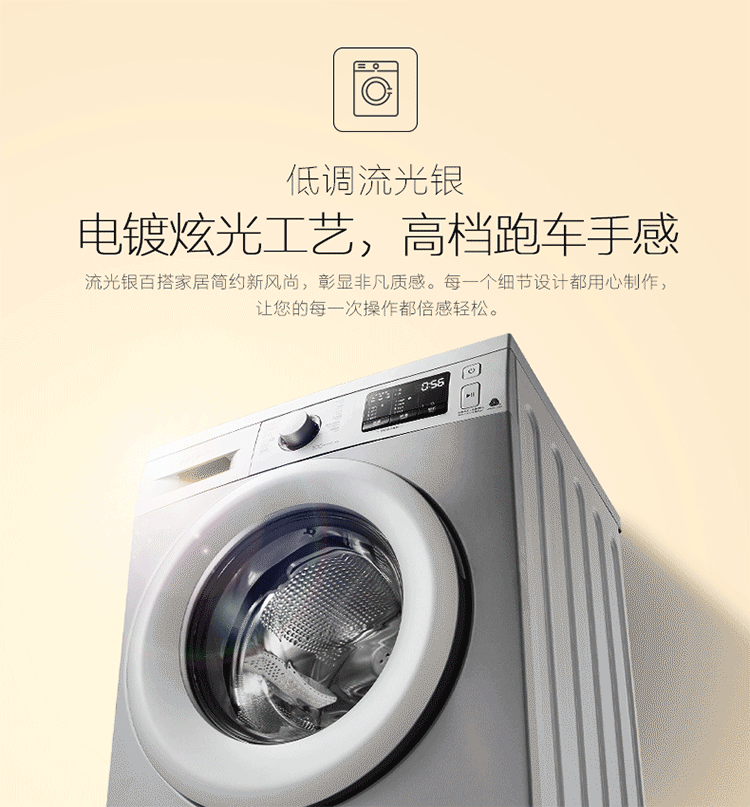 低调流光银
电镀炫光工艺，高档跑车手感
流光银百搭家居简约新风尚，彰显非凡质感。每一个细节设计都用心制作，
让您的每一次操作都倍感轻松。
0:56